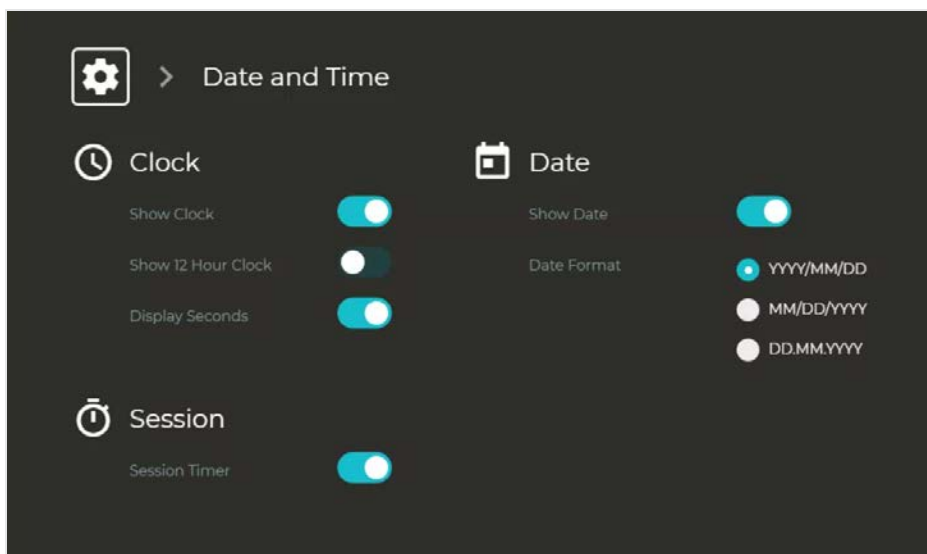 Date and Time
Clock
Show Clock
Show 12 Hour Clock
Display Seconds
Date
Show Date
Date Format
YYYY/MM/DD
MM/DD/YYYY
DD.MM.YYYY
Session
Session Timer